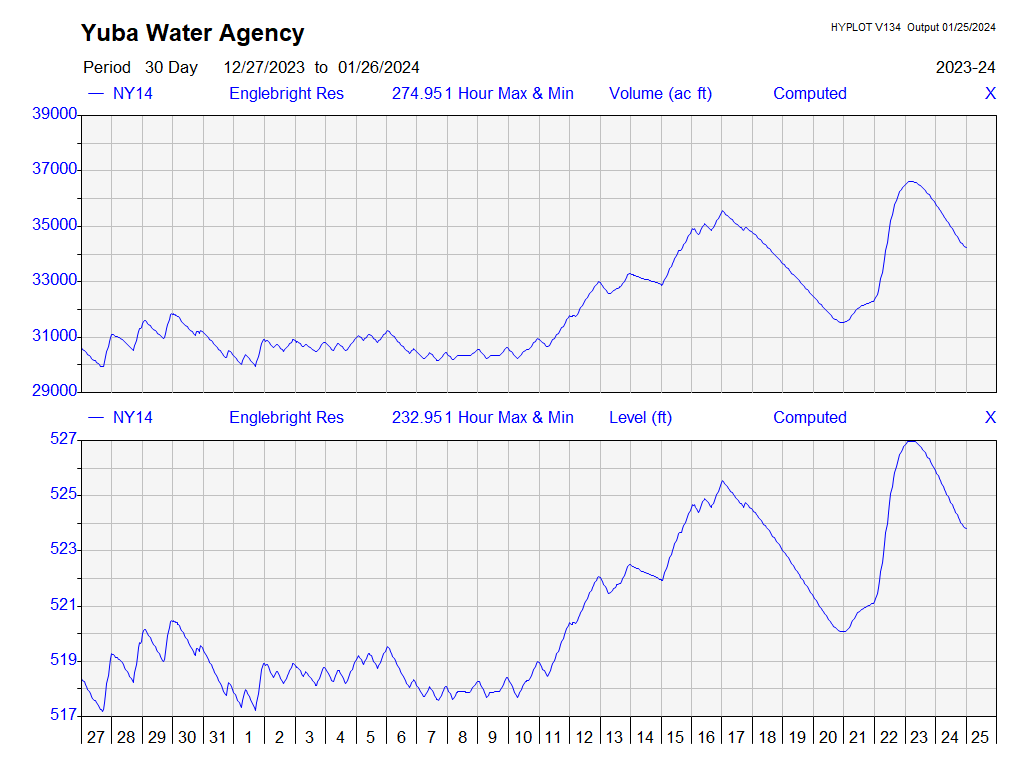 Yuba Water Agency
HYPLOT V134 Output 01/25/2024
Period 30 Day 12/27/2023 to 01/26/2024
2023-24
NY14 Englebright Res 274.951 Hour Max & Min Volume (ac ft) Computed X
39000
37000
35000
33000
31000
29000
NY14 Englebright Res 232.951 Hour Max & Min Level (ft) Computed X
527
525
523
521
519
517
27 28 29 30 31 1 2 3 4 5 6 7 8 9 10 11 12 13 14 15 16 17 18 19 20 21 22 23 24 25